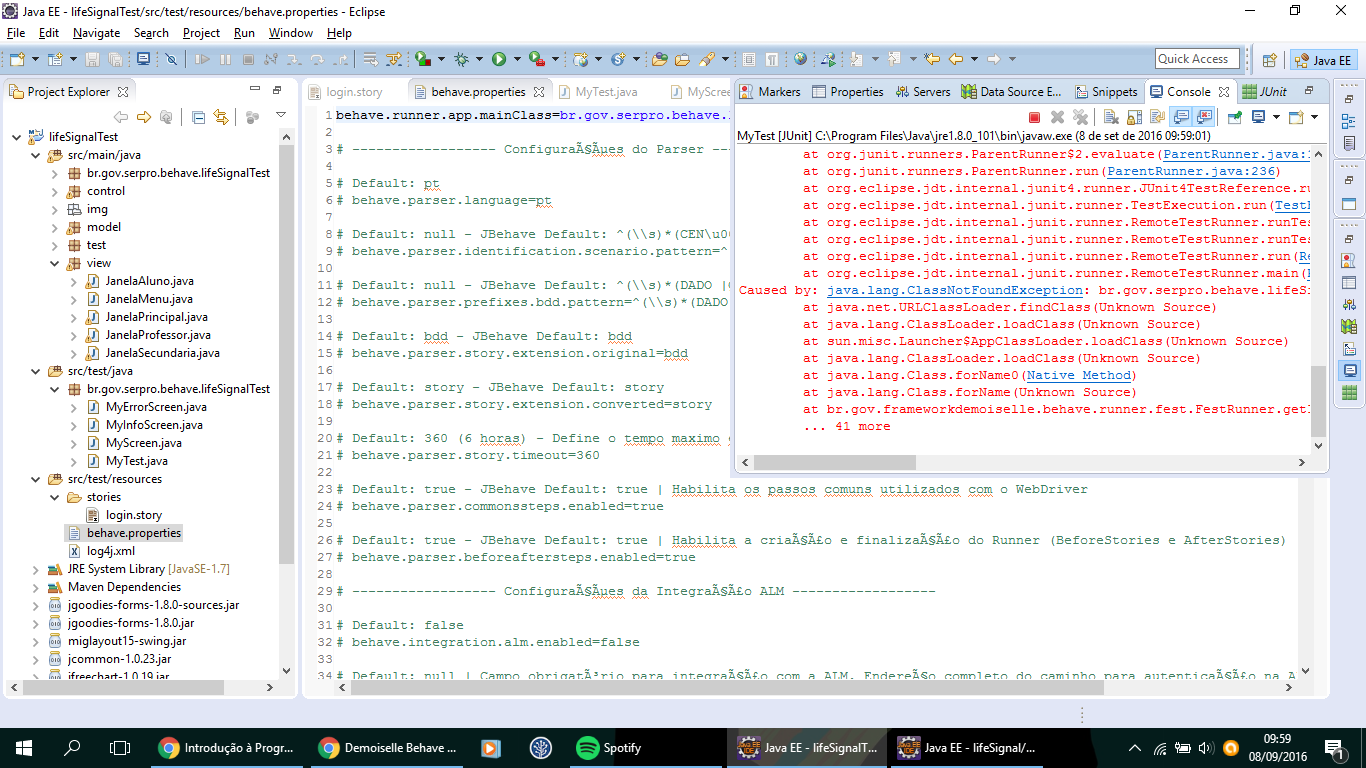 Java EE - lifeSignalTest/src/test/resources/behave.properties - Eclipse
File Edit Navigate Search Project Run Window Help
Quick Access
Java EE
Project Explorer
lifeSignalTest
src/main/java
br.gov.serpro.behave.lifeSignalTest
control
img
model
test
view
JanelaAluno.java
JanelaMenu.java
JanelaPrincipal.java
JanelaProfessor.java
JanelaSecundaria.java
src/test/java
br.gov.serpro.behave.lifeSignalTest
MyErrorScreen.java
MyInfoScreen.java
MyScreen.java
MyTest.java
src/test/resources
stories
login.story
behave.properties
log4j.xml
JRE System Library [JavaSE-1.7]
Maven Dependencies
jgoodies-forms-1.8.0-sources.jar
jgoodies-forms-1.8.0.jar
miglayout15-swing.jar
jcommon-1.0.23.jar
jfreechart-1.0.19.jar
login.story behave.properties MyTest.java MyScree
1 behave.runner.app.mainClass=br.gov.serpro.behave.
2
3 # ------------------ ConfiguraÃ§Ãues do Parser --
4
5 # Default: pt
6 # behave.parser.language=pt
7
8 # Default: null - JBehave Default: ^(\\s)*(CEN\u00
9 # behave.parser.identification.scenario.pattern=^
10
11 # Default: null - JBehave Default: ^(\\s)*(DADO |
12 # behave.parser.prefixes.bdd.pattern=^(\\s)*(DADO
13
14 # Default: bdd - JBehave Default: bdd
15 # behave.parser.story.extension.original=bdd
16
17 # Default: story - JBehave Default: story
18 # behave.parser.story.extension.converted=story
19
20 # Default: 360 (6 horas) - Define o tempo maximo
21 # behave.parser.story.timeout=360
22
23 # Default: true - JBehave Default: true | Habilita os passos comuns utilizados com o WebDriver
24 # behave.parser.commonssteps.enabled=true
25
26 # Default: true - JBehave Default: true | Habilita a criaÃ§Ã£o e finalizaÃ§Ã£o do Runner (BeforeStories e AfterStories)
27 # behave.parser.beforeaftersteps.enabled=true
28
29 # ------------------ ConfiguraÃ§Ãues da IntegraÃ§Ã£o ALM ------------------
30
31 # Default: false
32 # behave.integration.alm.enabled=false
33
34 # Default: null | Campo obrigatÃ³rio para integraÃ§Ã£o com a ALM. EndereÃ§o completo do caminho para autenticaÃ§Ã£o na A
Markers Properties Servers Data Source E... Snippets Console JUnit
MyTest [JUnit] C:\Program Files\Java\jre1.8.0_101\bin\javaw.exe (8 de set de 2016 09:59:01)
at org.junit.runners.ParentRunner$2.evaluate(ParentRunner.java:
at org.junit.runners.ParentRunner.run(ParentRunner.java:236)
at org.eclipse.jdt.internal.junit4.runner.JUnit4TestReference.ru
at org.eclipse.jdt.internal.junit.runner.TestExecution.run(Test
at org.eclipse.jdt.internal.junit.runner.RemoteTestRunner.runTes
at org.eclipse.jdt.internal.junit.runner.RemoteTestRunner.runTes
at org.eclipse.jdt.internal.junit.runner.RemoteTestRunner.run(Re
at org.eclipse.jdt.internal.junit.runner.RemoteTestRunner.main(
Caused by: java.lang.ClassNotFoundException: br.gov.serpro.behave.lifeS
at java.net.URLClassLoader.findClass(Unknown Source)
at java.lang.ClassLoader.loadClass(Unknown Source)
at sun.misc.Launcher$AppClassLoader.loadClass(Unknown Source)
at java.lang.ClassLoader.loadClass(Unknown Source)
at java.lang.Class.forName0(Native Method)
at java.lang.Class.forName(Unknown Source)
at br.gov.frameworkdemoiselle.behave.runner.fest.FestRunner.get
... 41 more
Introdução à Progr... Demoiselle Behave ... Spotify Java EE - lifeSignalT... Java EE - lifeSignal/...
09:59
08/09/2016
1